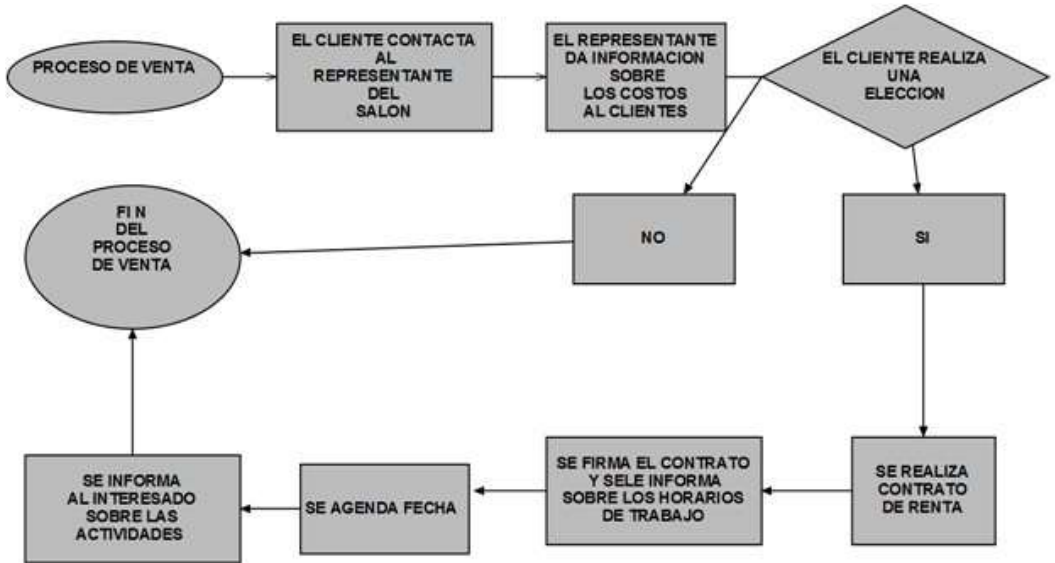 PROCESO DE VENTA
EL CLIENTE CONTACTA
AL
REPRESENTANTE
DEL
SALON
EL REPRESENTANTE
DA INFORMACION
SOBRE
LOS COSTOS
AL CLIENTES
EL CLIENTE REALIZA
UNA
ELECCION
NO
SI
FIN
DEL
PROCESO
DE VENTA
SE REALIZA
CONTRATO
DE RENTA
SE FIRMA EL CONTRATO
Y SELE INFORMA
SOBRE LOS HORARIOS
DE TRABAJO
SE AGENDA FECHA
SE INFORMA
AL INTERESADO
SOBRE LAS
ACTIVIDADES